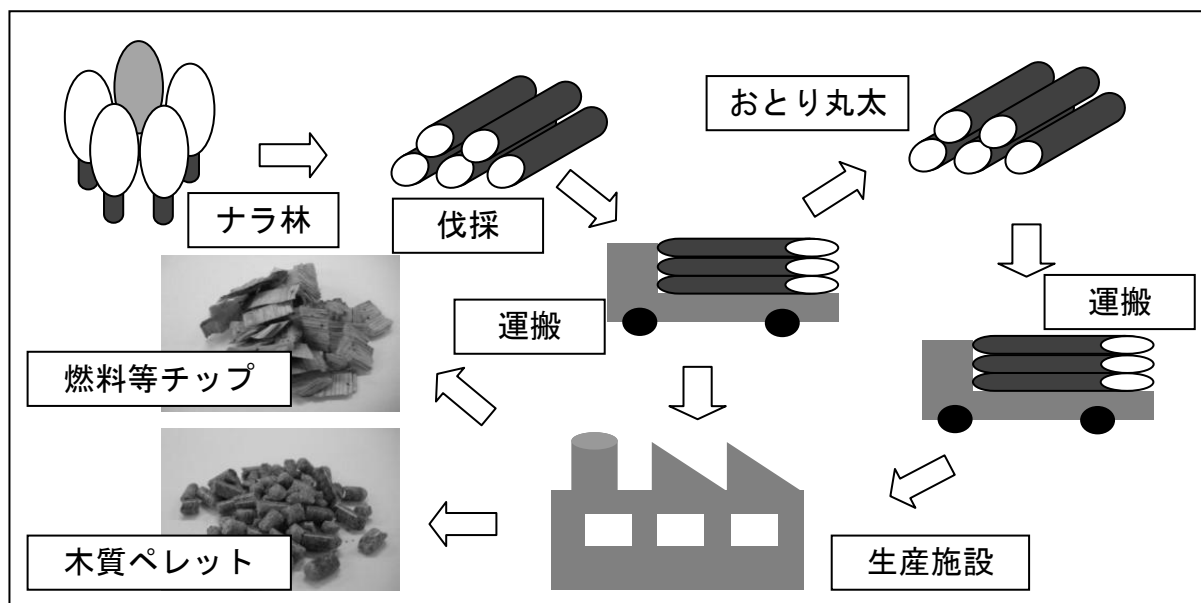 おとり丸太
ナラ林
伐採
運搬
運搬
燃料等チップ
木質ペレット
生産施設